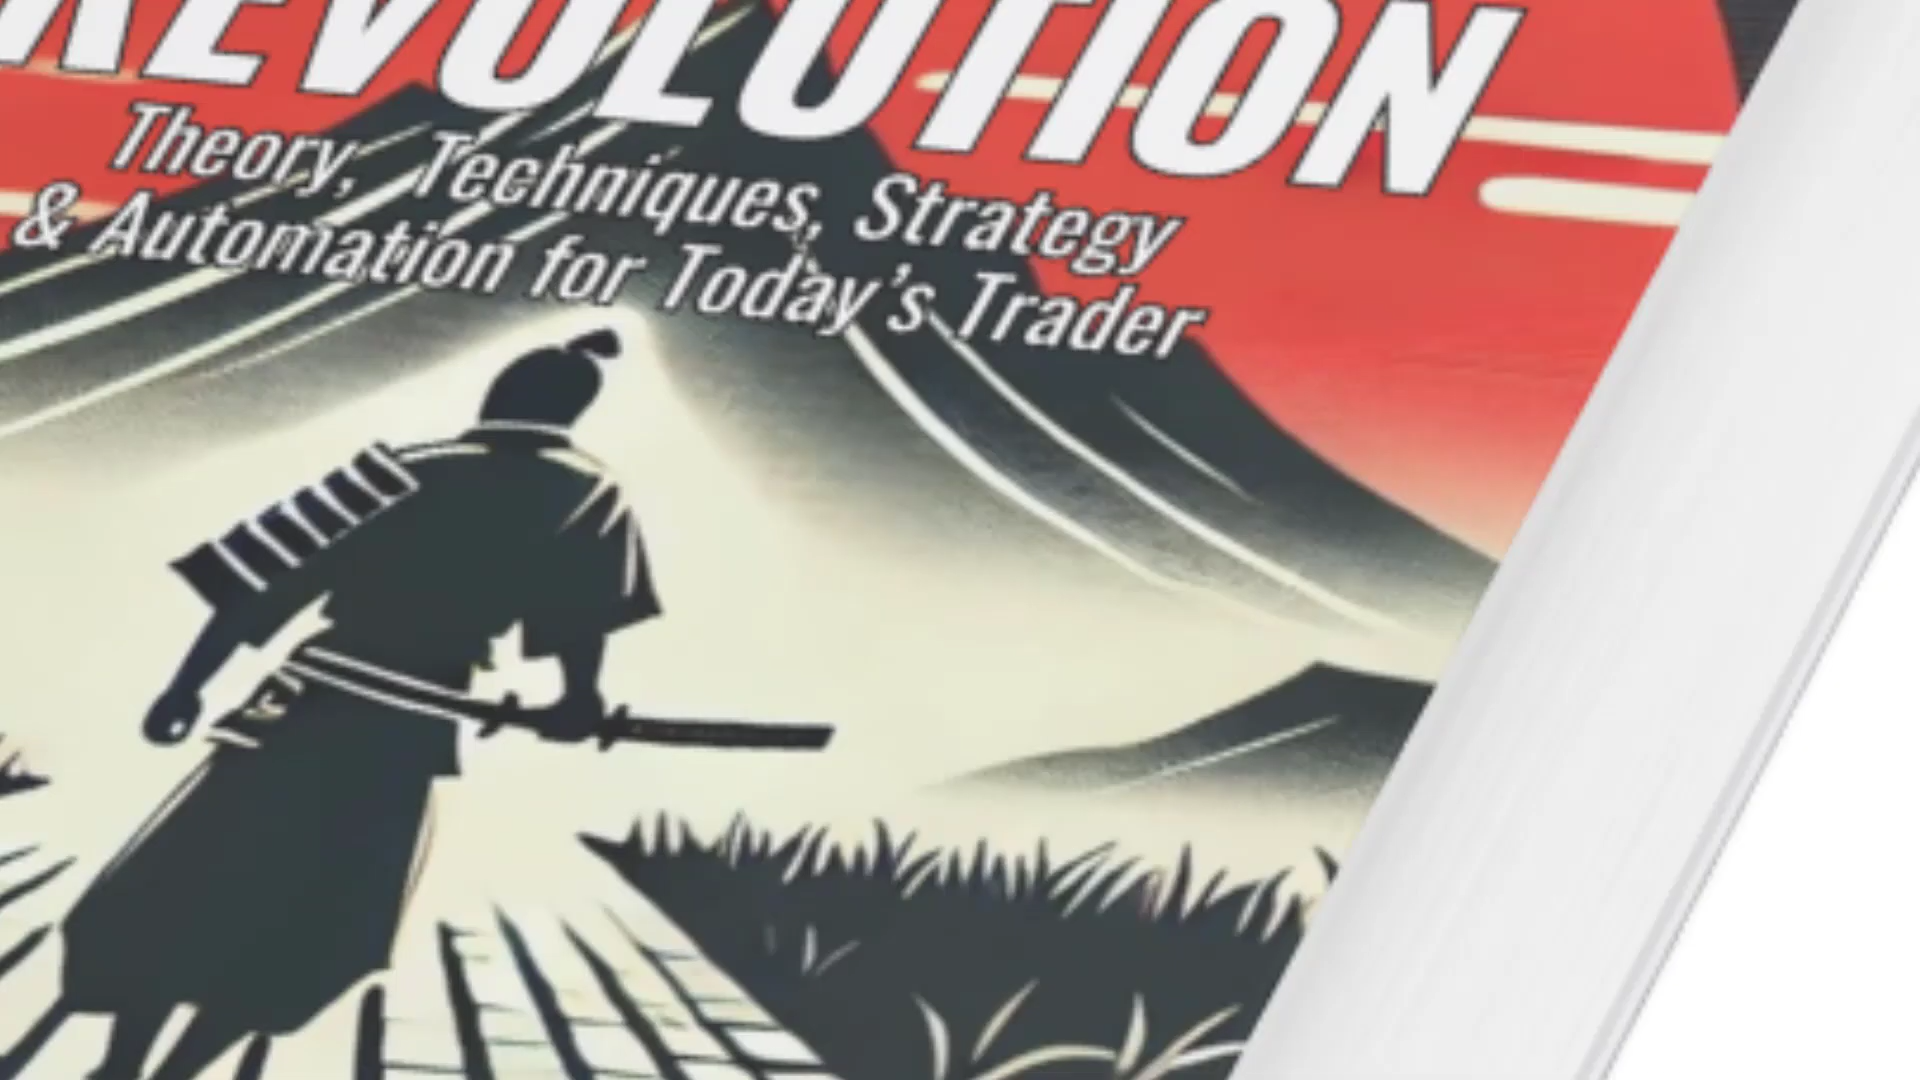 REVOLUTION
Theory, Techniques, Strategy
& Automation for Today's Trader